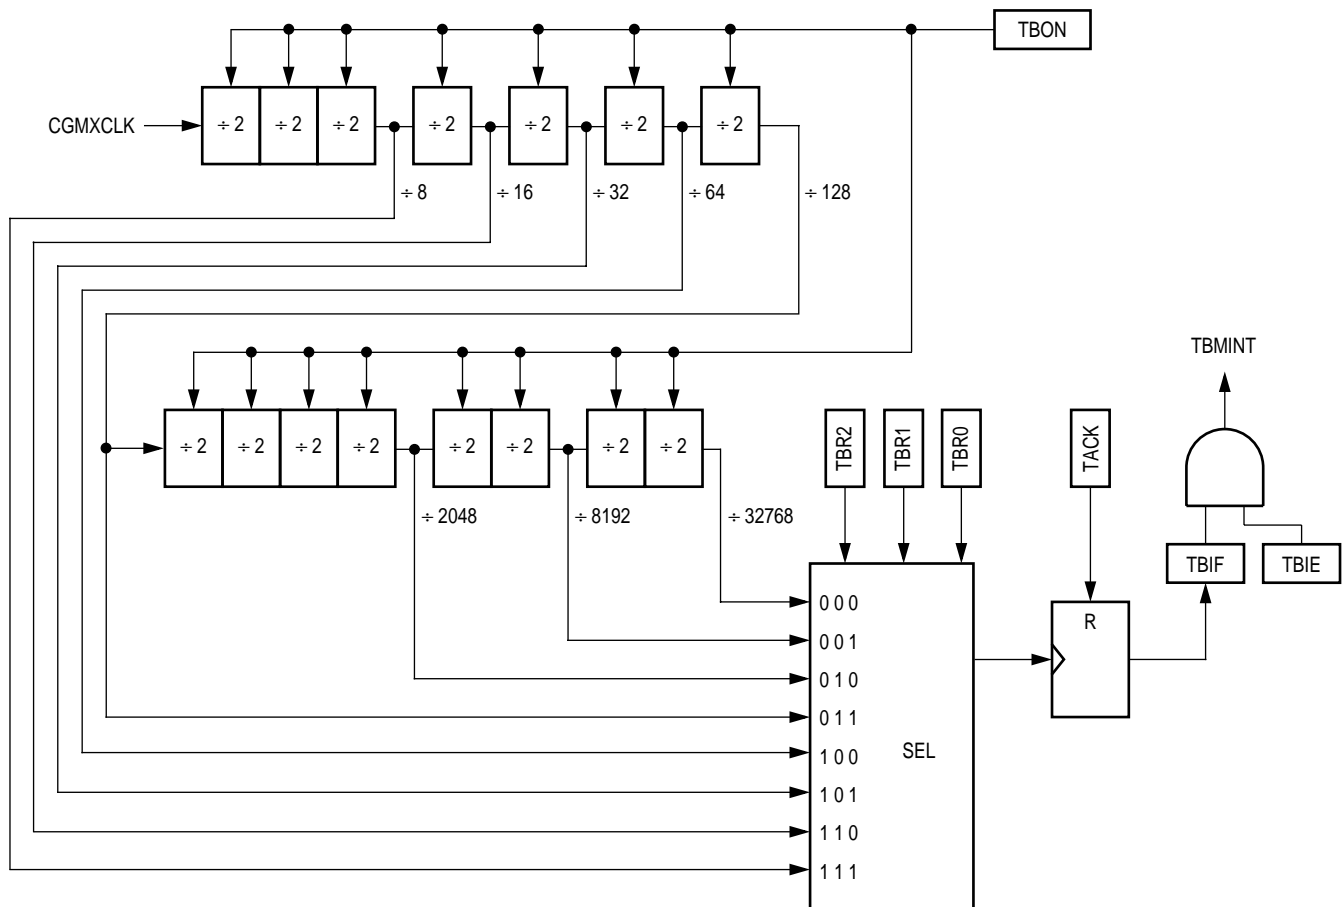 TBON
CGMXCLK
÷ 2 ÷ 2 ÷ 2 ÷ 2 ÷ 2 ÷ 2 ÷ 2
÷ 8 ÷ 16 ÷ 32 ÷ 64 ÷ 128
TBMINT
÷ 2 ÷ 2 ÷ 2 ÷ 2 ÷ 2 ÷ 2 ÷ 2 ÷ 2
TBR2 TBR1 TBR0 TACK
÷ 2048 ÷ 8192 ÷ 32768
TBIF TBIE
0 0 0
R
0 0 1
0 1 0
0 1 1
SEL
1 0 0
1 0 1
1 1 0
1 1 1